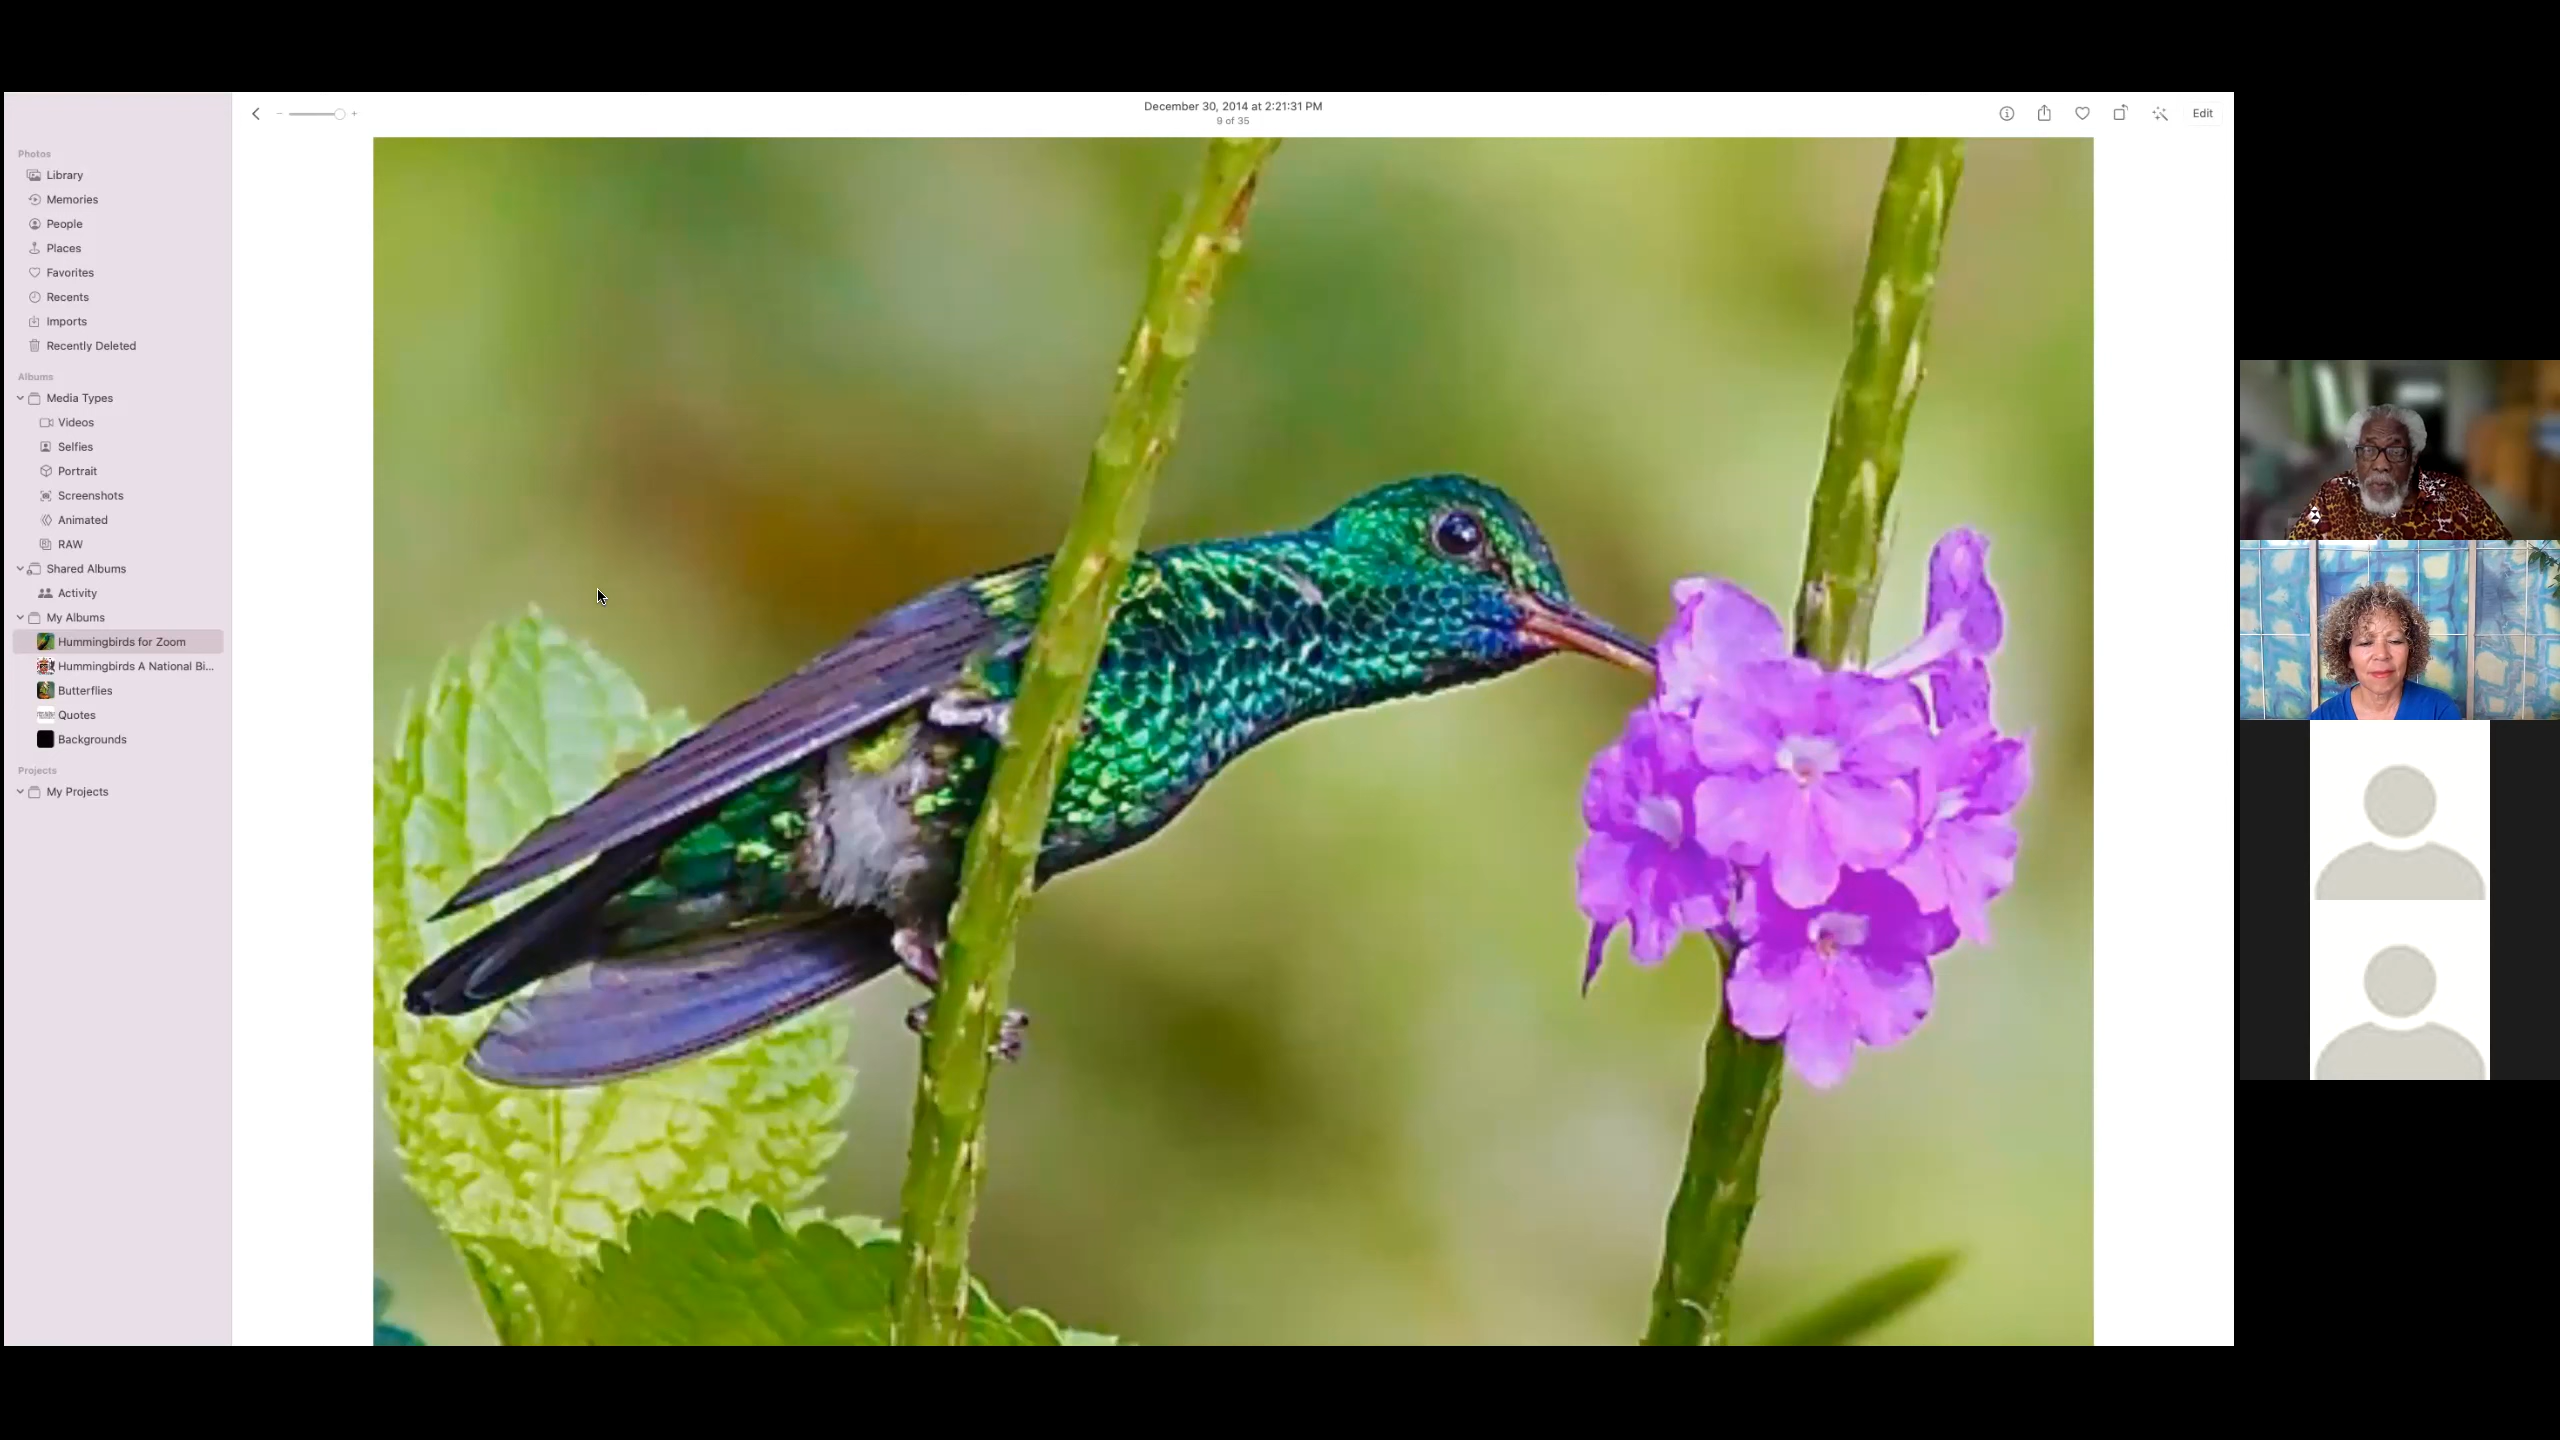 December 30, 2014 at 2:21:31 PM
9 of 35
Edit
Photos
Library
Memories
People
Places
Favorites
Recents
Imports
Recently Deleted
Albums
Media Types
Videos
Selfies
Portrait
Screenshots
Animated
RAW
Shared Albums
Activity
My Albums
Hummingbirds for Zoom
Hummingbirds A National Bi...
Butterflies
Quotes
Backgrounds
Projects
My Projects